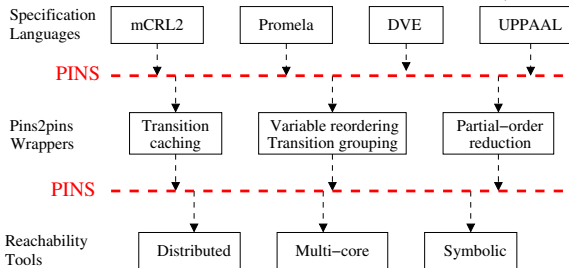 Specification
Languages
mCRL2
Promela
DVE
UPPAAL
PINS
Pins2pins
Wrappers
Transition
caching
Variable reordering
Transition grouping
Partial−order
reduction
PINS
Reachability
Tools
Distributed
Multi−core
Symbolic